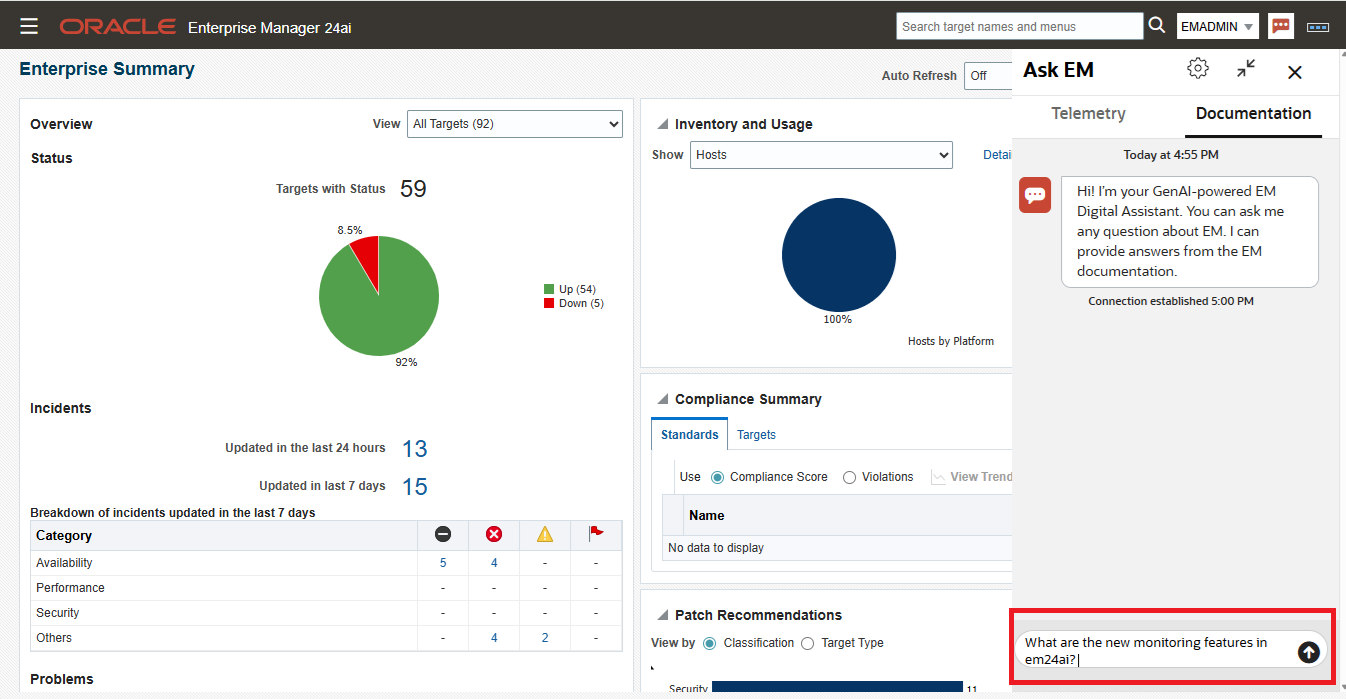 ORACLE Enterprise Manager 24ai
Search target names and menus
EMADMIN
Enterprise Summary
Auto Refresh Off
Overview
View All Targets (92)
Status
Targets with Status 59
8.5%
92%
Up (54)
Down (5)
Incidents
Updated in the last 24 hours 13
Updated in last 7 days 15
Breakdown of incidents updated in the last 7 days
Category
Availability 5 4 - -
Performance - - - -
Security - - - -
Others - 4 2 -
Problems
Inventory and Usage
Show Hosts
Detai
100%
Hosts by Platform
Compliance Summary
Standards Targets
Use Compliance Score Violations View Trend
Name
No data to display
Patch Recommendations
View by Classification Target Type
Security 11
Ask EM
Telemetry Documentation
Today at 4:55 PM
Hi! I'm your GenAI-powered EM
Digital Assistant. You can ask me
any question about EM. I can
provide answers from the EM
documentation.
Connection established 5:00 PM
What are the new monitoring features in
em24ai?